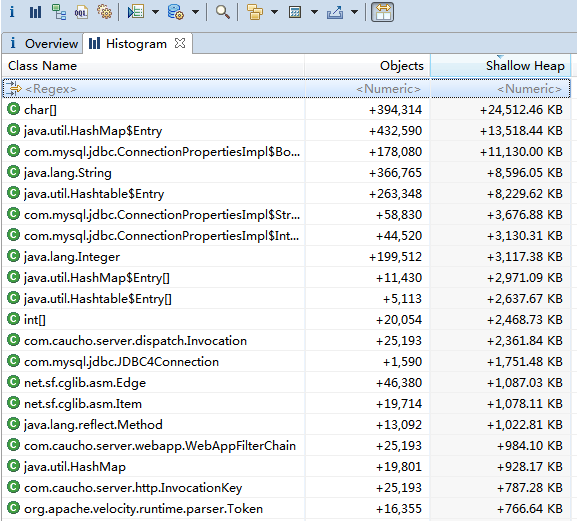 i OQL
i Overview Histogram
Class Name Objects Shallow Heap
<Regex> <Numeric> <Numeric>
char[] +394,314 +24,512.46 KB
java.util.HashMap$Entry +432,590 +13,518.44 KB
com.mysql.jdbc.ConnectionPropertiesImpl$Bo... +178,080 +11,130.00 KB
java.lang.String +366,765 +8,596.05 KB
java.util.Hashtable$Entry +263,348 +8,229.62 KB
com.mysql.jdbc.ConnectionPropertiesImpl$Str... +58,830 +3,676.88 KB
com.mysql.jdbc.ConnectionPropertiesImpl$Int... +44,520 +3,130.31 KB
java.lang.Integer +199,512 +3,117.38 KB
java.util.HashMap$Entry[] +11,430 +2,971.09 KB
java.util.Hashtable$Entry[] +5,113 +2,637.67 KB
int[] +20,054 +2,468.73 KB
com.caucho.server.dispatch.Invocation +25,193 +2,361.84 KB
com.mysql.jdbc.JDBC4Connection +1,590 +1,751.48 KB
net.sf.cglib.asm.Edge +46,380 +1,087.03 KB
net.sf.cglib.asm.Item +19,714 +1,078.11 KB
java.lang.reflect.Method +13,092 +1,022.81 KB
com.caucho.server.webapp.WebAppFilterChain +25,193 +984.10 KB
java.util.HashMap +19,801 +928.17 KB
com.caucho.server.http.InvocationKey +25,193 +787.28 KB
org.apache.velocity.runtime.parser.Token +16,355 +766.64 KB